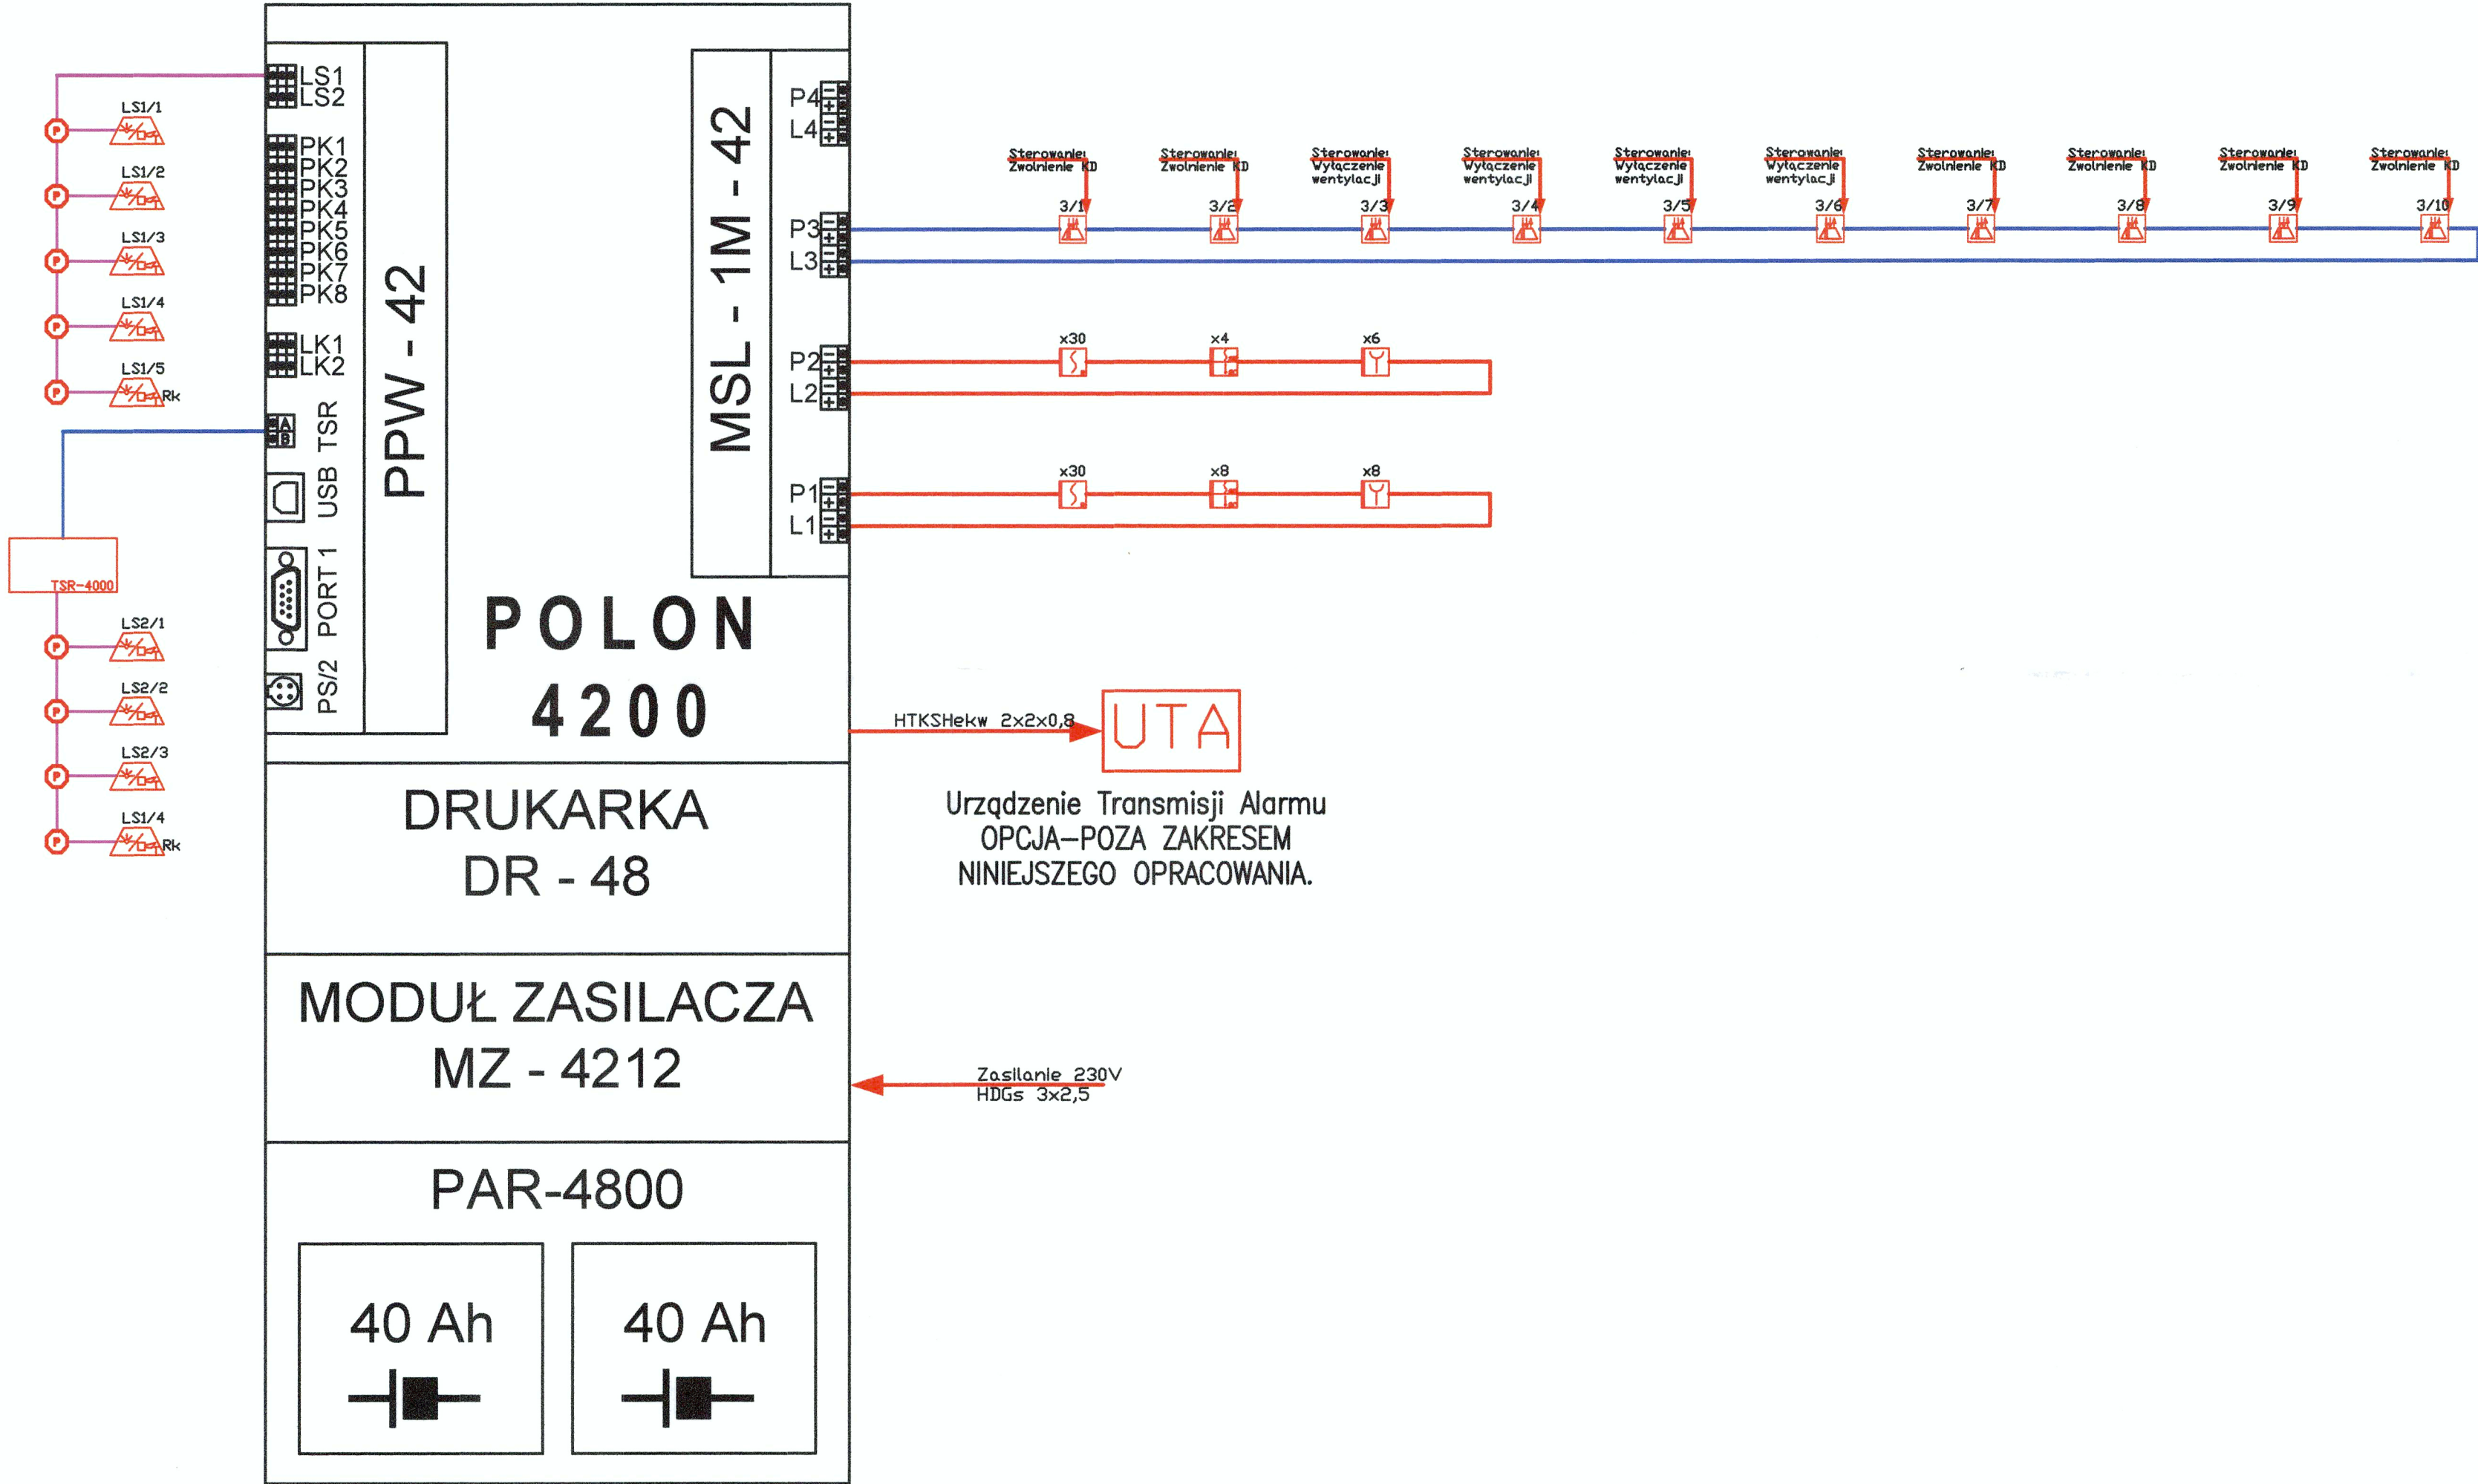 LS1
LS2
PK1
PK2
PK3
PK4
PK5
PK6
PK7
PK8
LK1
LK2
A
B
TSR
USB
PORT 1
PS/2
PPW - 42
MSL - 1M - 42
P4
L4
P3
L3
P2
L2
P1
L1
POLON
4200
DRUKARKA
DR - 48
MODUŁ ZASILACZA
MZ - 4212
PAR-4800
40 Ah
40 Ah
LS1/1
P
LS1/2
P
LS1/3
P
LS1/4
P
LS1/5
P
Rk
TSR-4000
LS2/1
P
LS2/2
P
LS2/3
P
LS1/4
P
Rk
Sterowanie:
Zwolnienie KD
3/1
Sterowanie:
Zwolnienie KD
3/2
Sterowanie:
Wyłączenie
wentylacji
3/3
Sterowanie:
Wyłączenie
wentylacji
3/4
Sterowanie:
Wyłączenie
wentylacji
3/5
Sterowanie:
Wyłączenie
wentylacji
3/6
Sterowanie:
Zwolnienie KD
3/7
Sterowanie:
Zwolnienie KD
3/8
Sterowanie:
Zwolnienie KD
3/9
Sterowanie:
Zwolnienie KD
3/10
x30
x4
x6
x30
x8
x8
HTKSHekw 2x2x0,8
UTA
Urządzenie Transmisji Alarmu
OPCJA-POZA ZAKRESEM
NINIEJSZEGO OPRACOWANIA.
Zasilanie 230V
HDGs 3x2,5